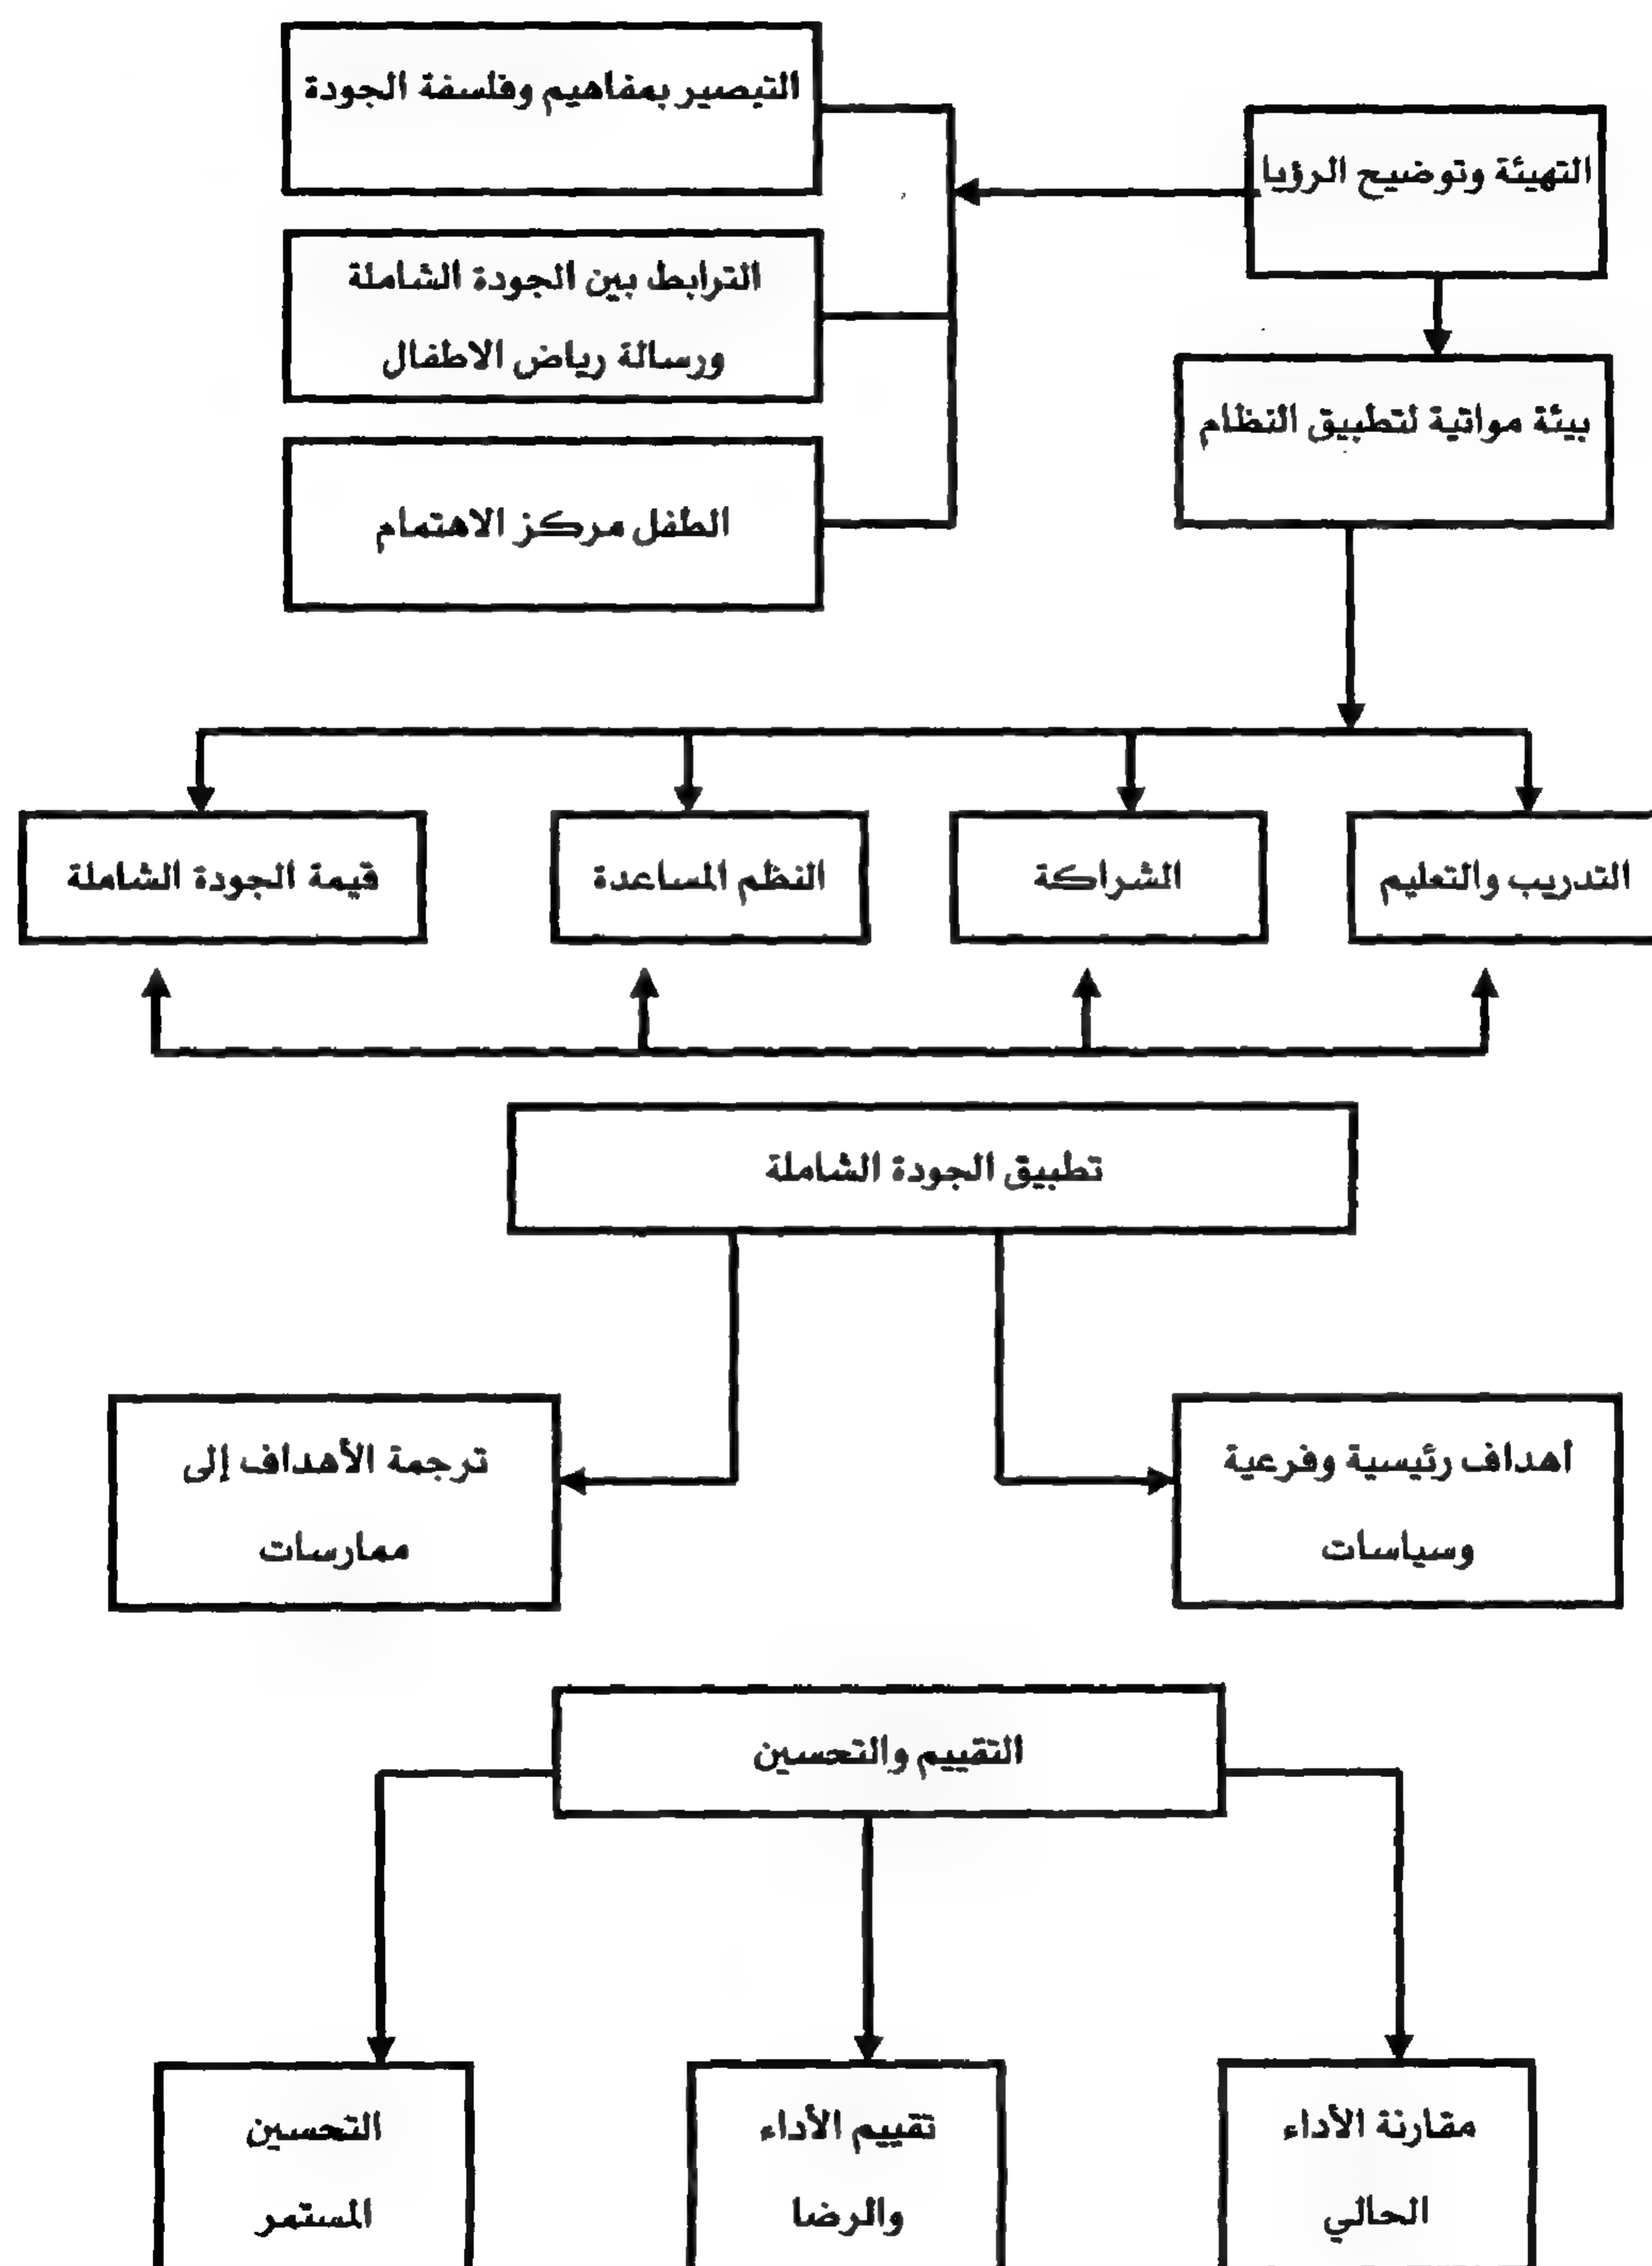 التهيئة وتوضيح الرؤيا
التبصير بمفاهيم وفلسفة الجودة
الترابط بين الجودة الشاملة
ورسالة رياض الاطفال
الطفل مركز الاهتمام
بيئة مواتية لتطبيق النظام
التدريب والتعليم
الشراكة
النظم المساعدة
قيمة الجودة الشاملة
تطبيق الجودة الشاملة
اهداف رئيسية وفرعية
وسياسات
ترجمة الأهداف إلى
ممارسات
التقييم والتحسين
مقارنة الأداء
الحالي
تقييم الأداء
والرضا
التحسين
المستمر